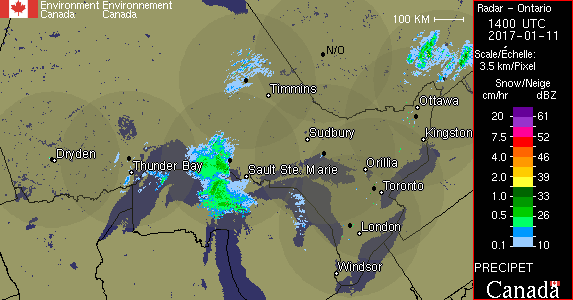 Environment Environnement
Canada Canada
100 KM
N/O
Timmins
Ottawa
Sudbury
Kingston
Dryden
Thunder Bay
Sault Ste. Marie
Orillia
Toronto
London
Windsor
Radar - Ontario
1400 UTC
2017-01-11
Scale/Échelle:
3.5 km/Pixel
Snow/Neige
cm/hr dBZ
20 61
7.5 52
4.0 46
2.0 39
1.0 33
0.5 26
0.1 10
PRECIPET
Canada